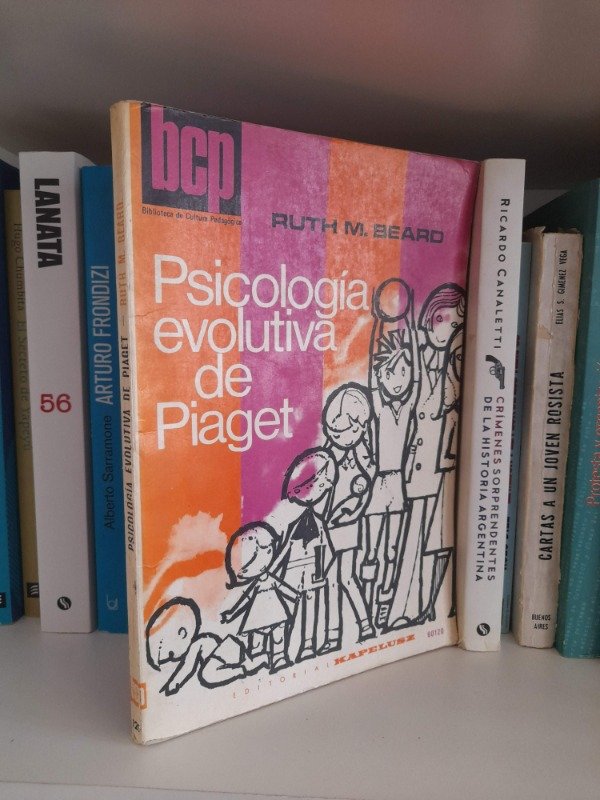 bcp
Biblioteca de Cultura Pedagógica
RUTH M. BEARD
Psicología
evolutiva
de
Piaget
EDITORIAL KAPELUSZ
60120
PSICOLOGIA EVOLUTIVA DE PIAGET — RUTH M. BEARD
LANATA
56
Alberto Sarramone ARTURO FRONDIZI
RICARDO CANALETTI
CRÍMENES SORPRENDENTES
DE LA HISTORIA ARGENTINA
ELÍAS S. GIMÉNEZ VEGA
CARTAS A UN JOVEN ROSISTA
BUENOS
AIRES